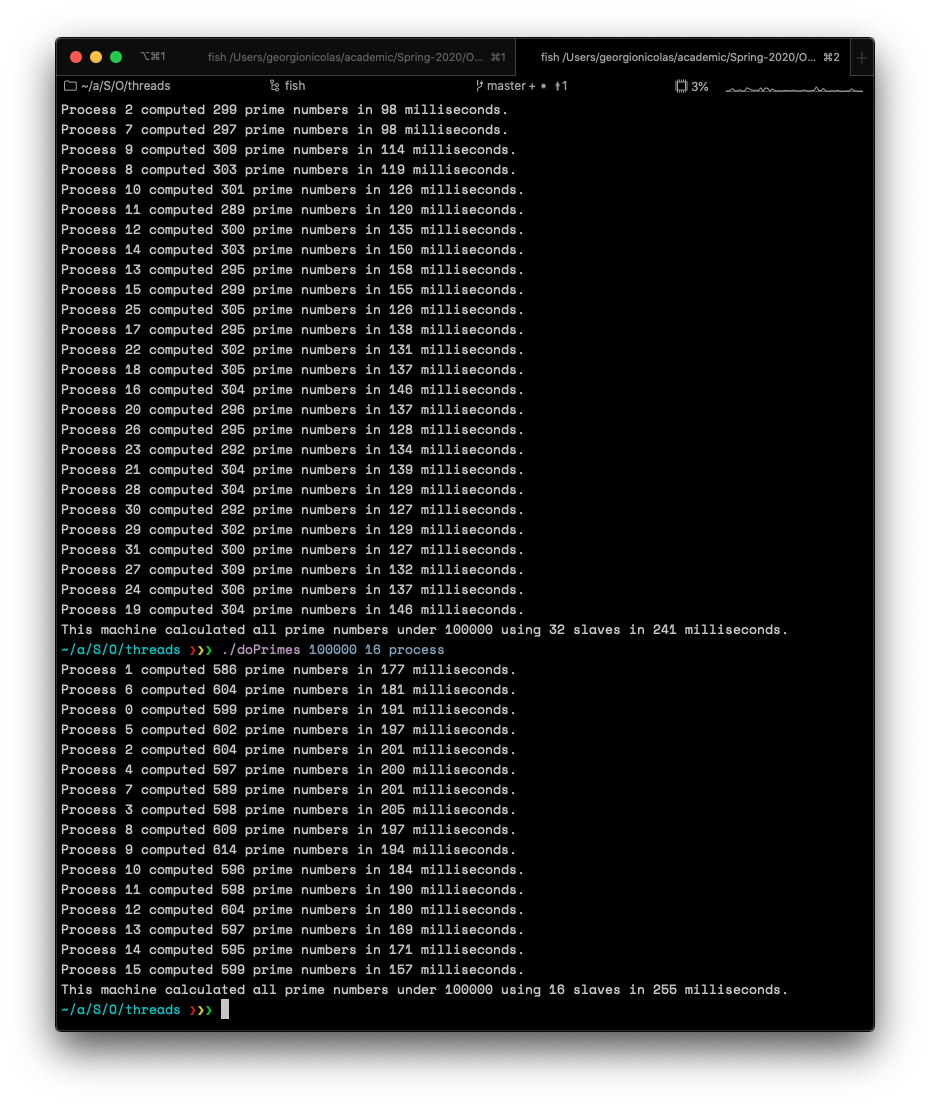 ⌥⌘1 fish /Users/georgionicolas/academic/Spring-2020/O... ⌘1 fish /Users/georgionicolas/academic/Spring-2020/O... ⌘2 +
~/a/S/O/threads fish master + • ⬆1 3%
Process 2 computed 299 prime numbers in 98 milliseconds.
Process 7 computed 297 prime numbers in 98 milliseconds.
Process 9 computed 309 prime numbers in 114 milliseconds.
Process 8 computed 303 prime numbers in 119 milliseconds.
Process 10 computed 301 prime numbers in 126 milliseconds.
Process 11 computed 289 prime numbers in 120 milliseconds.
Process 12 computed 300 prime numbers in 135 milliseconds.
Process 14 computed 303 prime numbers in 150 milliseconds.
Process 13 computed 295 prime numbers in 158 milliseconds.
Process 15 computed 299 prime numbers in 155 milliseconds.
Process 25 computed 305 prime numbers in 126 milliseconds.
Process 17 computed 295 prime numbers in 138 milliseconds.
Process 22 computed 302 prime numbers in 131 milliseconds.
Process 18 computed 305 prime numbers in 137 milliseconds.
Process 16 computed 304 prime numbers in 146 milliseconds.
Process 20 computed 296 prime numbers in 137 milliseconds.
Process 26 computed 295 prime numbers in 128 milliseconds.
Process 23 computed 292 prime numbers in 134 milliseconds.
Process 21 computed 304 prime numbers in 139 milliseconds.
Process 28 computed 304 prime numbers in 129 milliseconds.
Process 30 computed 292 prime numbers in 127 milliseconds.
Process 29 computed 302 prime numbers in 129 milliseconds.
Process 31 computed 300 prime numbers in 127 milliseconds.
Process 27 computed 309 prime numbers in 132 milliseconds.
Process 24 computed 306 prime numbers in 137 milliseconds.
Process 19 computed 304 prime numbers in 146 milliseconds.
This machine calculated all prime numbers under 100000 using 32 slaves in 241 milliseconds.
~/a/S/O/threads ❯❯❯ ./doPrimes 100000 16 process
Process 1 computed 586 prime numbers in 177 milliseconds.
Process 6 computed 604 prime numbers in 181 milliseconds.
Process 0 computed 599 prime numbers in 191 milliseconds.
Process 5 computed 602 prime numbers in 197 milliseconds.
Process 2 computed 604 prime numbers in 201 milliseconds.
Process 4 computed 597 prime numbers in 200 milliseconds.
Process 7 computed 589 prime numbers in 201 milliseconds.
Process 3 computed 598 prime numbers in 205 milliseconds.
Process 8 computed 609 prime numbers in 197 milliseconds.
Process 9 computed 614 prime numbers in 194 milliseconds.
Process 10 computed 596 prime numbers in 184 milliseconds.
Process 11 computed 598 prime numbers in 190 milliseconds.
Process 12 computed 604 prime numbers in 180 milliseconds.
Process 13 computed 597 prime numbers in 169 milliseconds.
Process 14 computed 595 prime numbers in 171 milliseconds.
Process 15 computed 599 prime numbers in 157 milliseconds.
This machine calculated all prime numbers under 100000 using 16 slaves in 255 milliseconds.
~/a/S/O/threads ❯❯❯